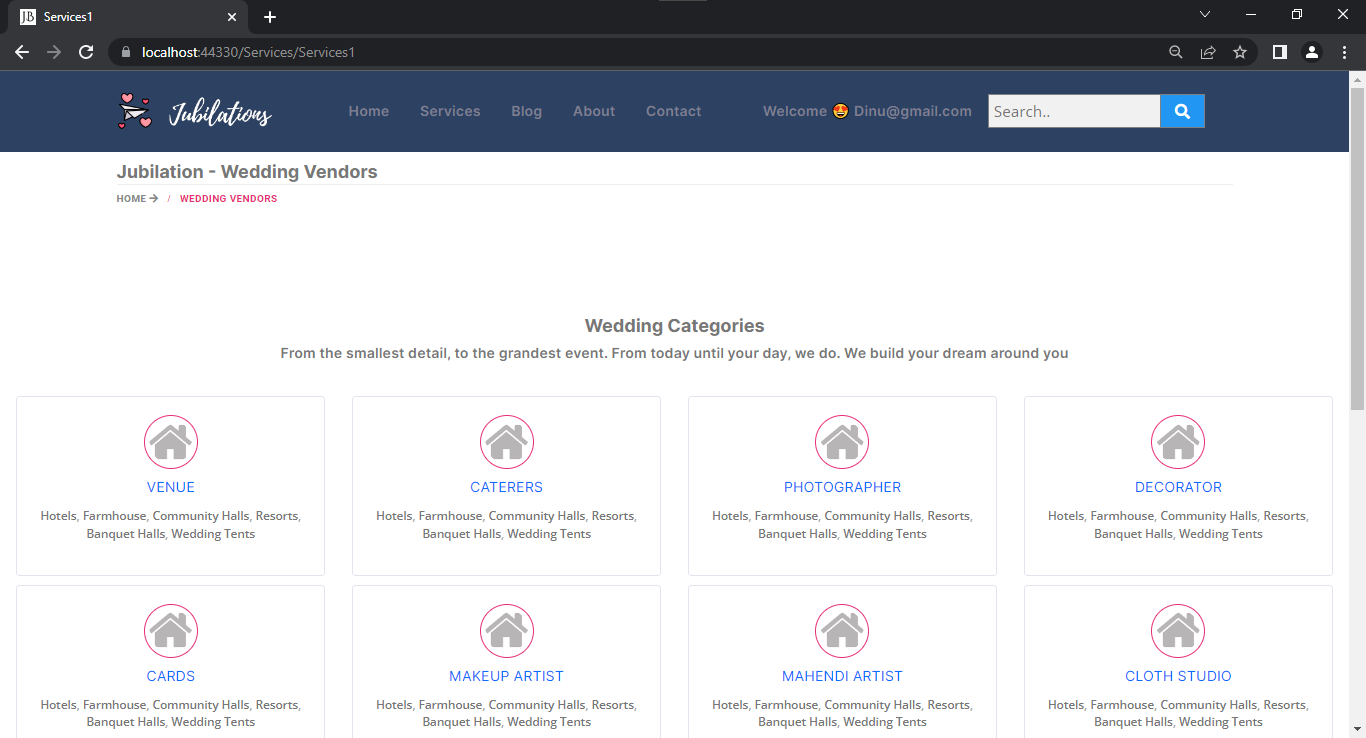 JB Services1
localhost:44330/Services/Services1
Jubilations Home Services Blog About Contact Welcome 😍 Dinu@gmail.com Search..
Jubilation - Wedding Vendors
HOME → / WEDDING VENDORS
Wedding Categories
From the smallest detail, to the grandest event. From today until your day, we do. We build your dream around you
VENUE
Hotels, Farmhouse, Community Halls, Resorts,
Banquet Halls, Wedding Tents
CATERERS
Hotels, Farmhouse, Community Halls, Resorts,
Banquet Halls, Wedding Tents
PHOTOGRAPHER
Hotels, Farmhouse, Community Halls, Resorts,
Banquet Halls, Wedding Tents
DECORATOR
Hotels, Farmhouse, Community Halls, Resorts,
Banquet Halls, Wedding Tents
CARDS
Hotels, Farmhouse, Community Halls, Resorts,
Banquet Halls, Wedding Tents
MAKEUP ARTIST
Hotels, Farmhouse, Community Halls, Resorts,
Banquet Halls, Wedding Tents
MAHENDI ARTIST
Hotels, Farmhouse, Community Halls, Resorts,
Banquet Halls, Wedding Tents
CLOTH STUDIO
Hotels, Farmhouse, Community Halls, Resorts,
Banquet Halls, Wedding Tents